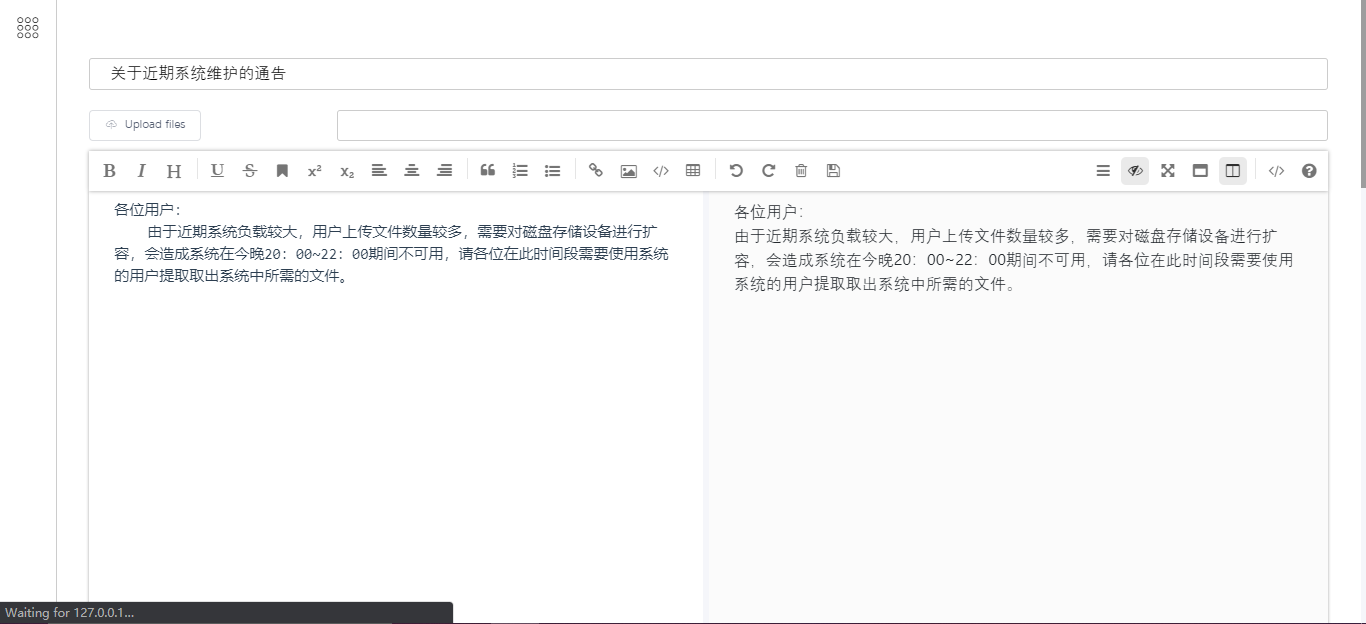 关于近期系统维护的通告
Upload files
B I H U S x² x₂
各位用户：
由于近期系统负载较大，用户上传文件数量较多，需要对磁盘存储设备进行扩
容，会造成系统在今晚20：00~22：00期间不可用，请各位在此时间段需要使用系统
的用户提取取出系统中所需的文件。
各位用户：
由于近期系统负载较大，用户上传文件数量较多，需要对磁盘存储设备进行扩
容，会造成系统在今晚20：00~22：00期间不可用，请各位在此时间段需要使用
系统的用户提取取出系统中所需的文件。
Waiting for 127.0.0.1...